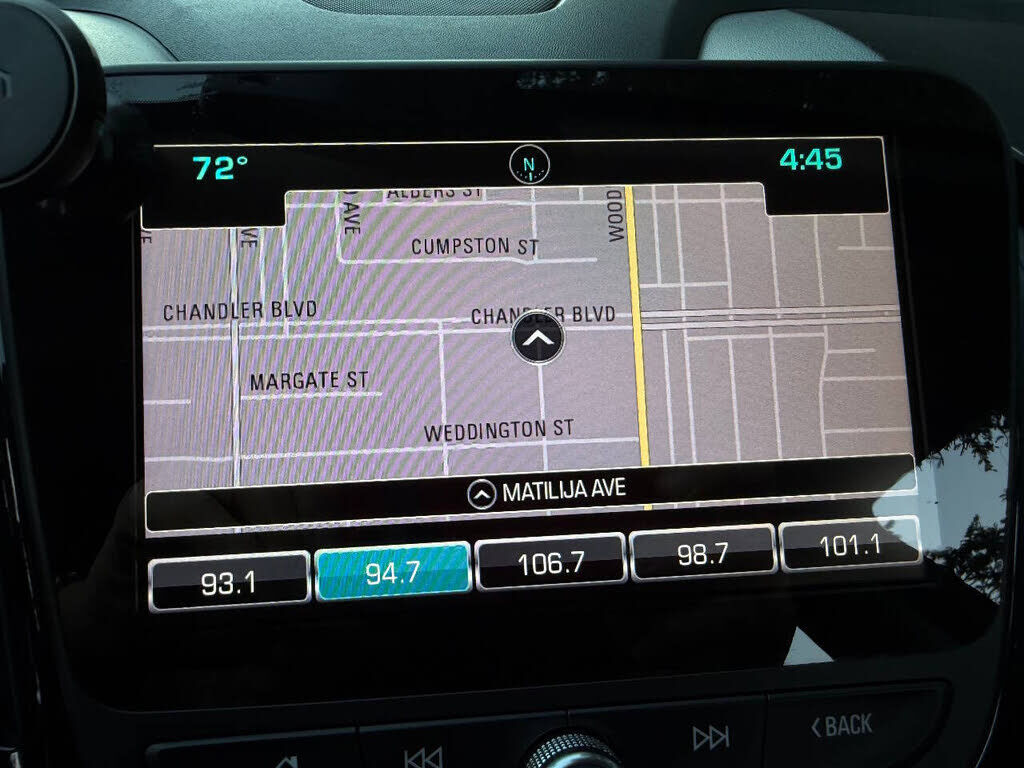 72° N 4:45
ALBERS ST
AVE
VE
WOOD
CUMPSTON ST
CHANDLER BLVD
CHANDLER BLVD
MARGATE ST
WEDDINGTON ST
MATILIJA AVE
93.1 94.7 106.7 98.7 101.1
BACK